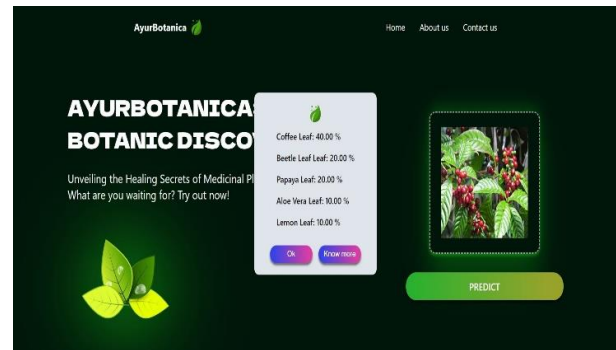 AyurBotanica
Home About us Contact us
AYURBOTANICA:
BOTANIC DISCO
Unveiling the Healing Secrets of Medicinal Pl
What are you waiting for? Try out now!
Coffee Leaf: 40.00 %
Beetle Leaf Leaf: 20.00 %
Papaya Leaf: 20.00 %
Aloe Vera Leaf: 10.00 %
Lemon Leaf: 10.00 %
Ok Know more
PREDICT